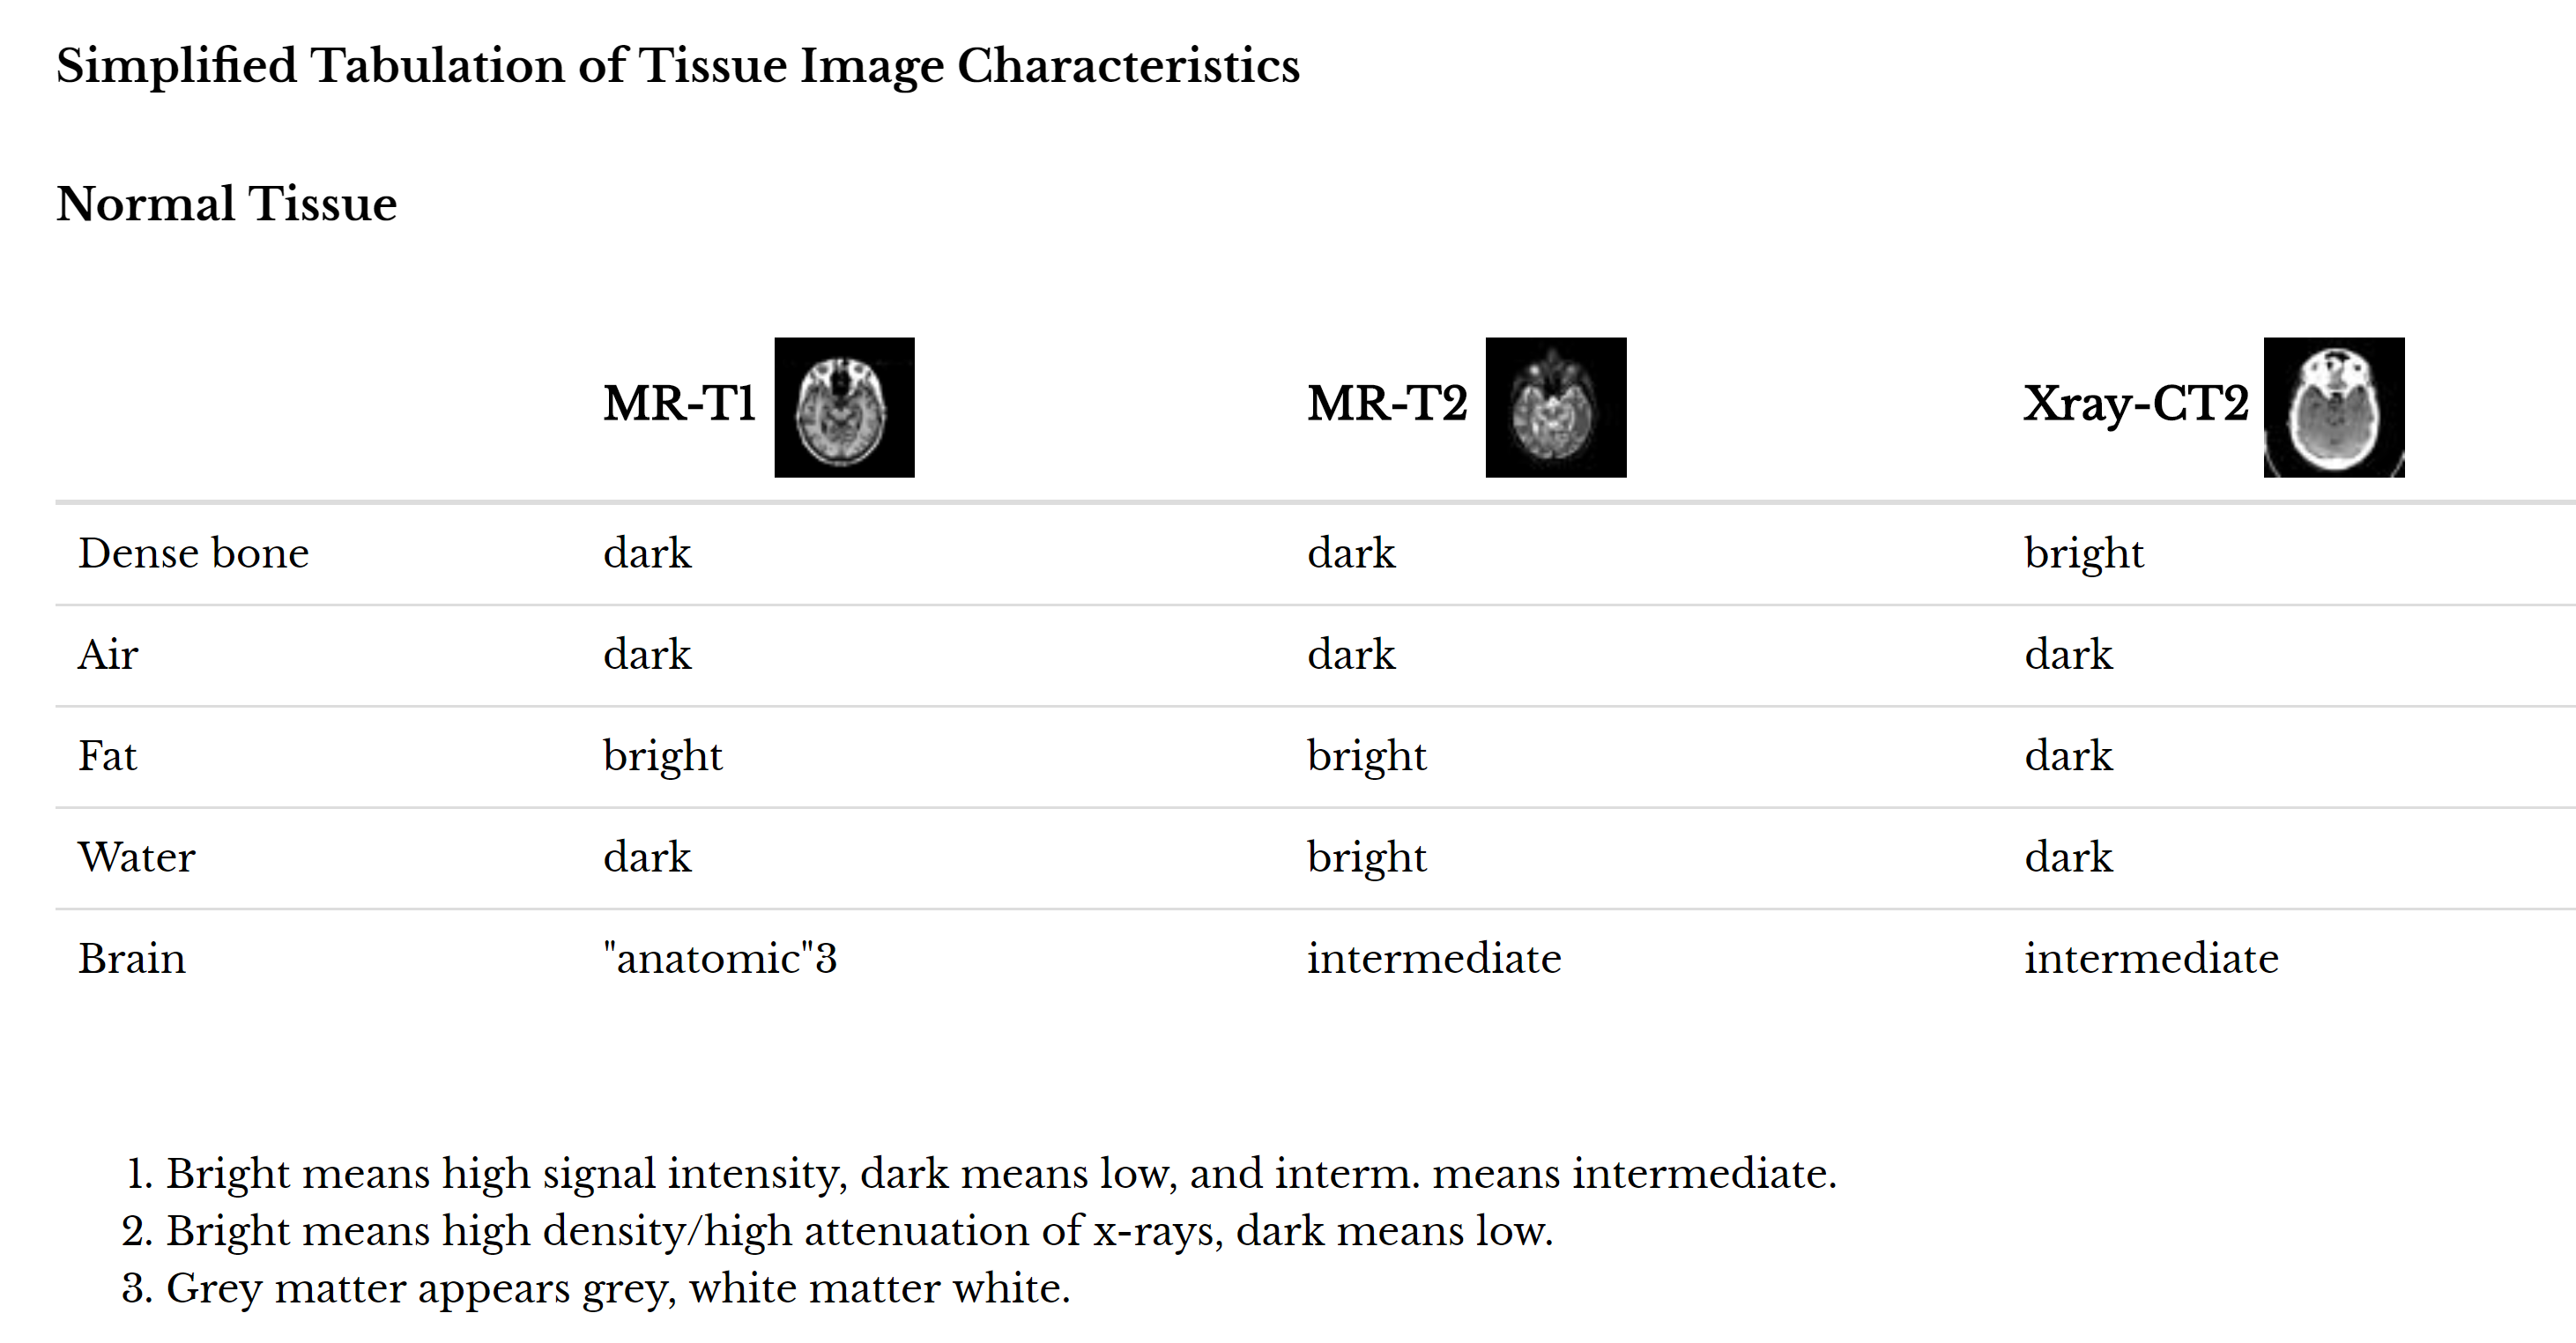 Simplified Tabulation of Tissue Image Characteristics
Normal Tissue
MR-T1 MR-T2 Xray-CT2
Dense bone dark dark bright
Air dark dark dark
Fat bright bright dark
Water dark bright dark
Brain "anatomic"3 intermediate intermediate
1. Bright means high signal intensity, dark means low, and interm. means intermediate.
2. Bright means high density/high attenuation of x-rays, dark means low.
3. Grey matter appears grey, white matter white.